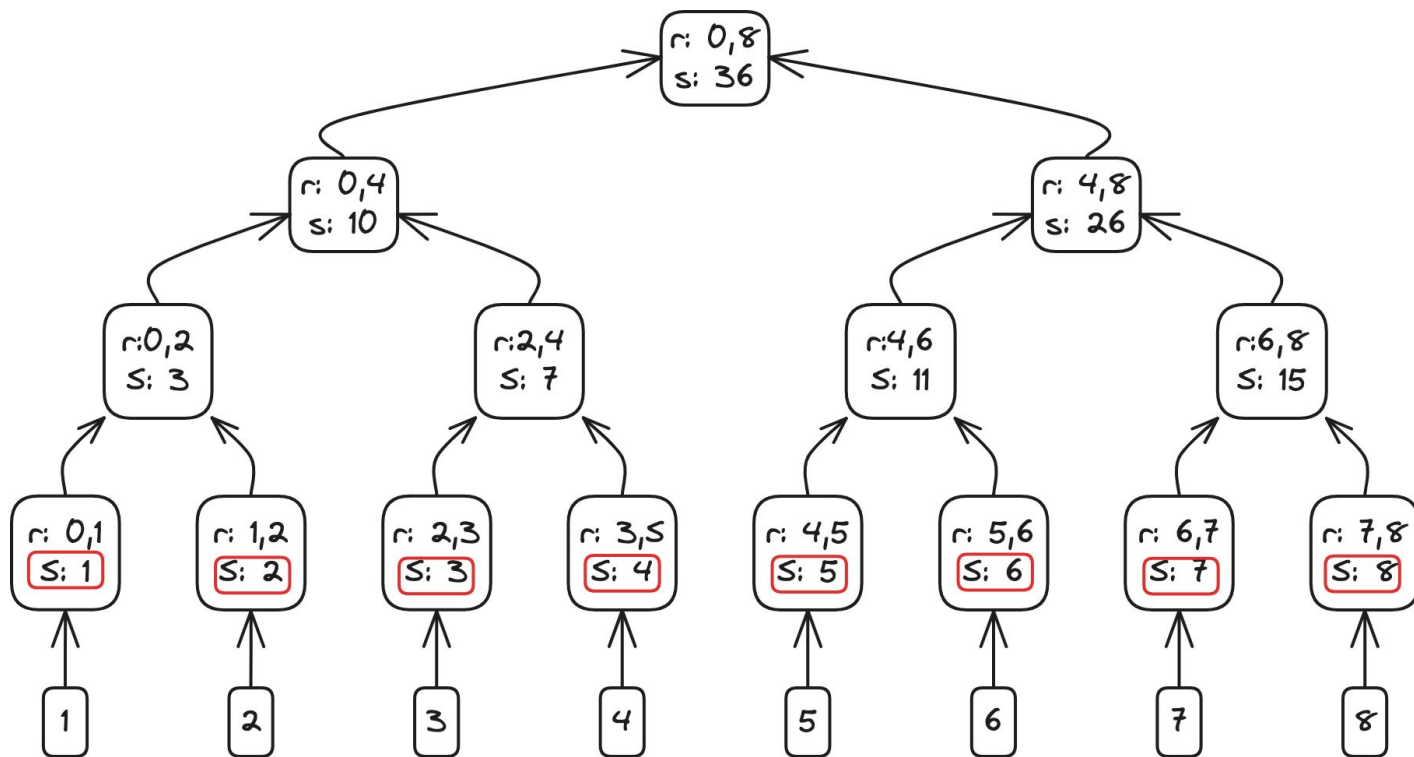 r: 0,8
s: 36
r: 0,4
s: 10
r: 4,8
s: 26
r:0,2
S: 3
r:2,4
S: 7
r:4,6
S: 11
r:6,8
S: 15
r: 0,1
S: 1
r: 1,2
S: 2
r: 2,3
S: 3
r: 3,5
S: 4
r: 4,5
S: 5
r: 5,6
S: 6
r: 6,7
S: 7
r: 7,8
S: 8
1
2
3
4
5
6
7
8